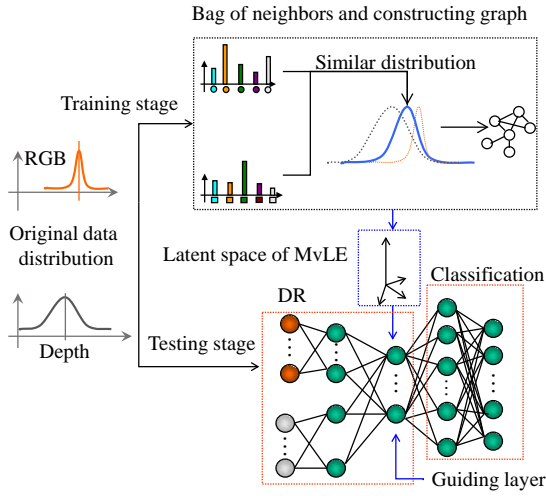 Bag of neighbors and constructing graph
Similar distribution
Training stage
RGB
Original data
distribution
Latent space of MvLE
Classification
DR
Depth
Testing stage
Guiding layer